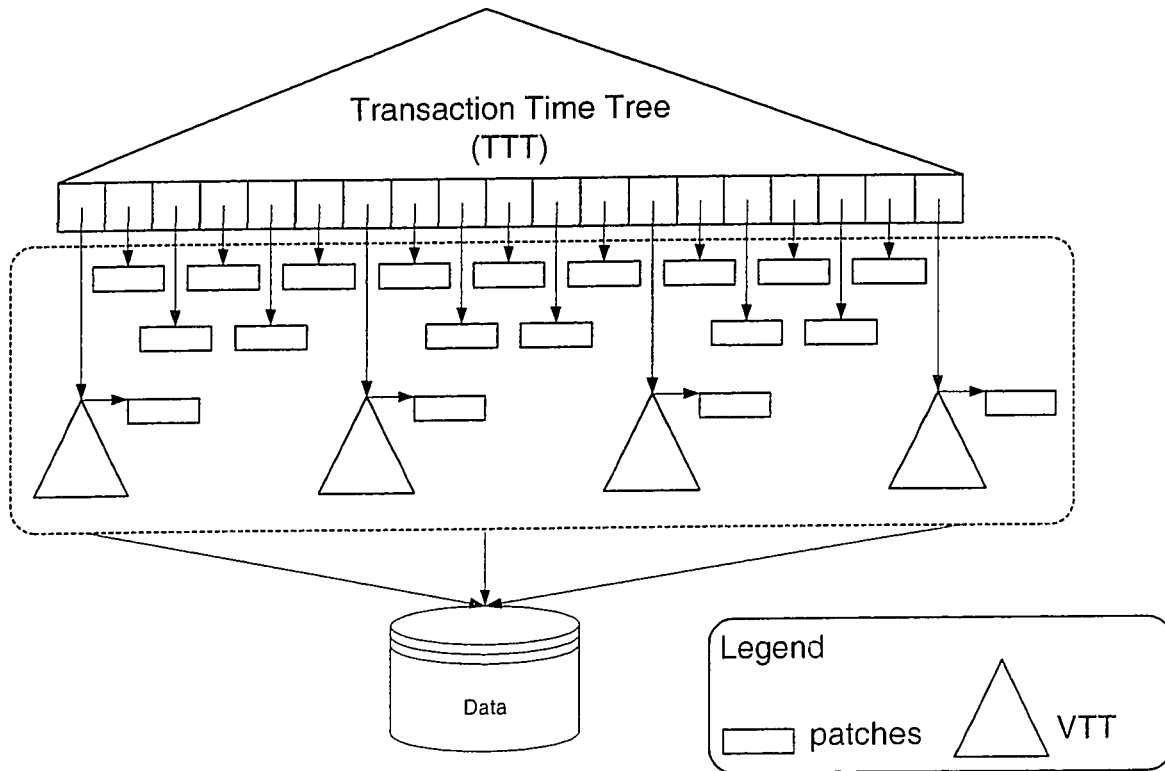 Transaction Time Tree
(TTT)
Data
Legend
patches
VTT